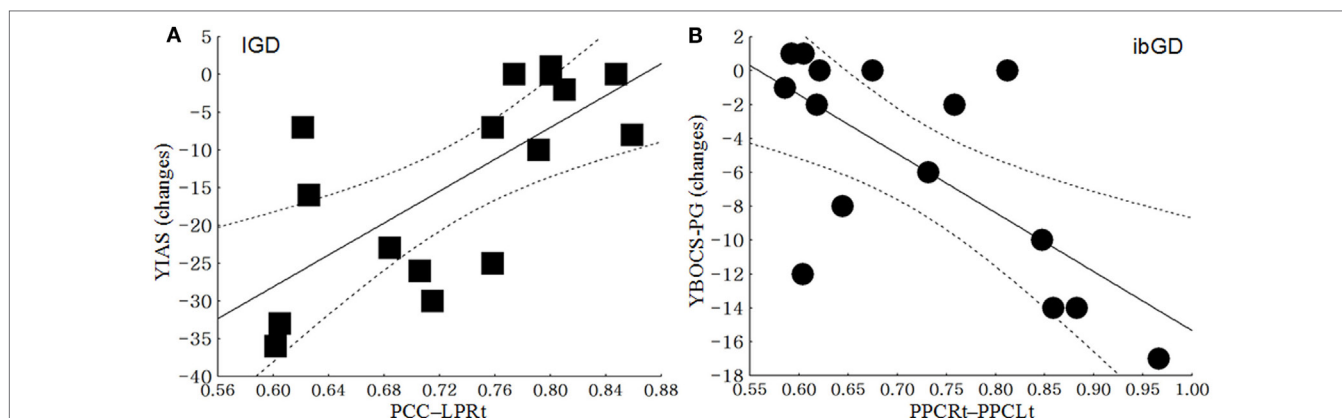 A
IGD
5
0
−5
−10
−15
−20
−25
−30
−35
−40
YIAS (changes)
0.56 0.60 0.64 0.68 0.72 0.76 0.80 0.84 0.88
PCC–LPRt
B
ibGD
2
0
−2
−4
−6
−8
−10
−12
−14
−16
−18
YBOCS-PG (changes)
0.55 0.60 0.65 0.70 0.75 0.80 0.85 0.90 0.95 1.00
PPCRt–PPCLt